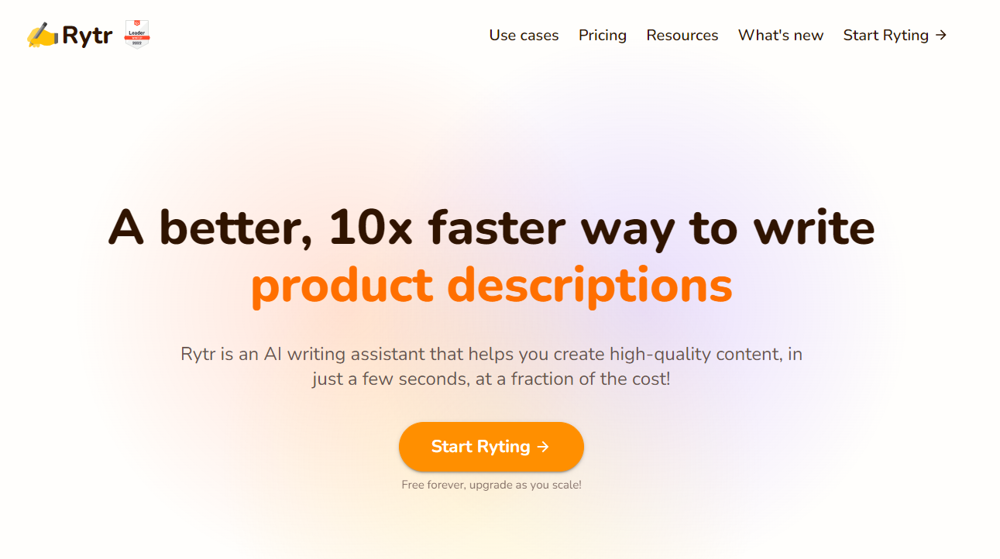 Rytr
Leader
2022
Use cases
Pricing
Resources
What's new
Start Ryting →
A better, 10x faster way to write
product descriptions
Rytr is an AI writing assistant that helps you create high-quality content, in
just a few seconds, at a fraction of the cost!
Start Ryting →
Free forever, upgrade as you scale!